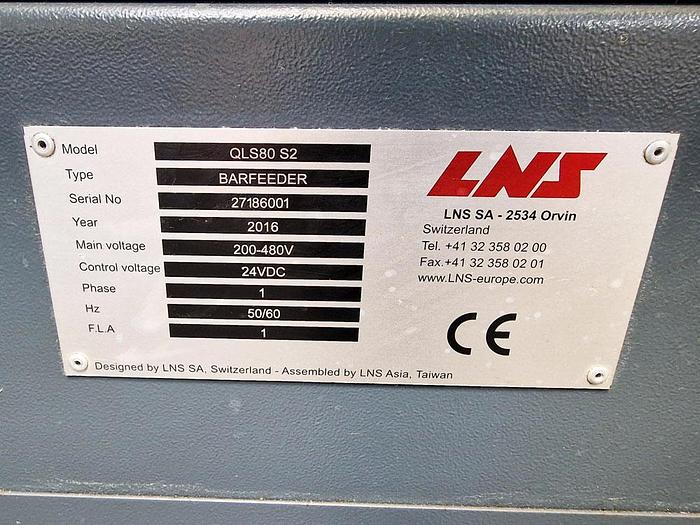 Model QLS80 S2
Type BARFEEDER
Serial No 27186001
Year 2016
Main voltage 200-480V
Control voltage 24VDC
Phase 1
Hz 50/60
F.L.A 1
LNS
LNS SA - 2534 Orvin
Switzerland
Tel. +41 32 358 02 00
Fax.+41 32 358 02 01
www.LNS-europe.com
CE
Designed by LNS SA, Switzerland - Assembled by LNS Asia, Taiwan